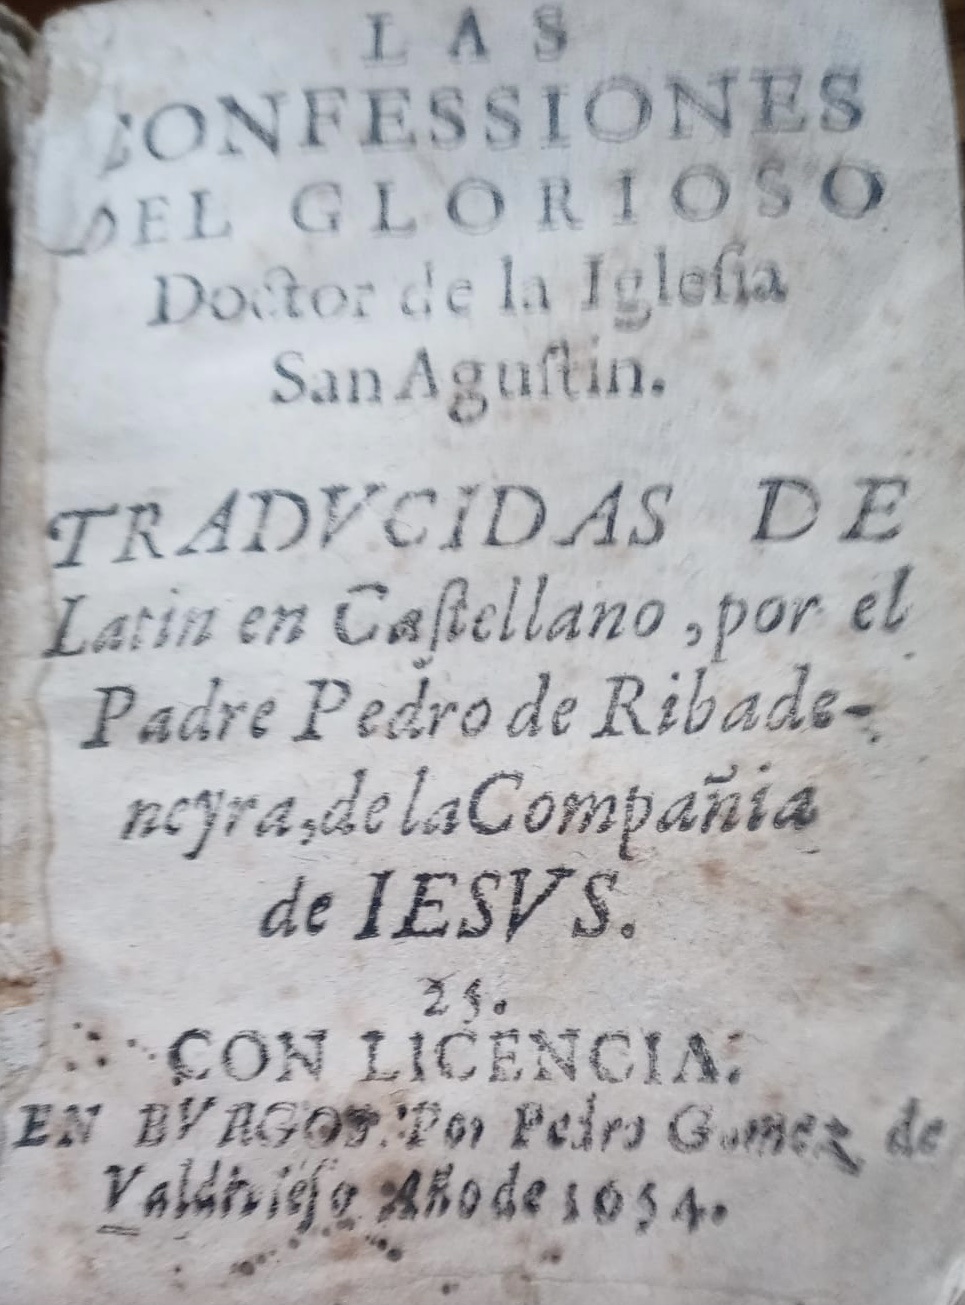 LAS
CONFESSIONES
DEL GLORIOSO
Doctor de la Igleſia
San Aguſtin.
TRADVCIDAS DE
Latin en Caſtellano, por el
Padre Pedro de Ribade-
neyra, de la Compañia
de IESVS.
25.
CON LICENCIA.
EN BVRGOS. Por Pedro Gomez de
Valdiuieſo Año de 1654.